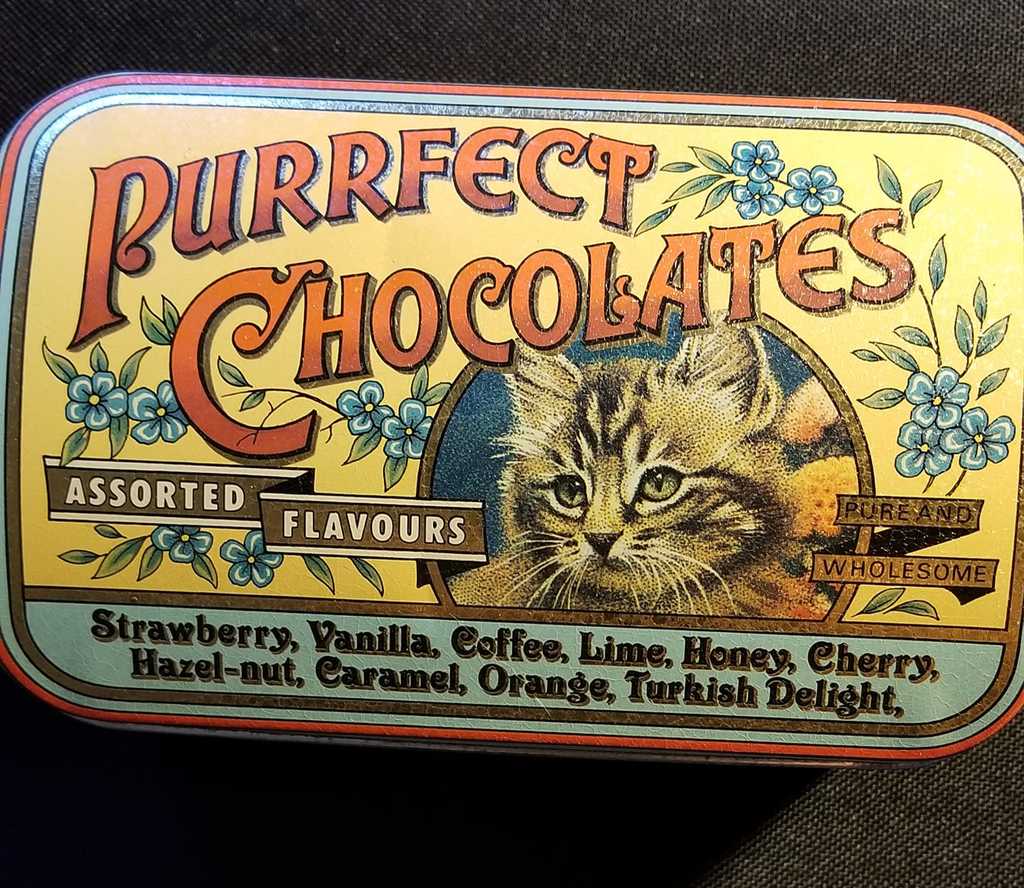 PURRFECT
CHOCOLATES
ASSORTED
FLAVOURS
PURE AND
WHOLESOME
Strawberry, Vanilla, Coffee, Lime, Honey, Cherry,
Hazel-nut, Caramel, Orange, Turkish Delight,